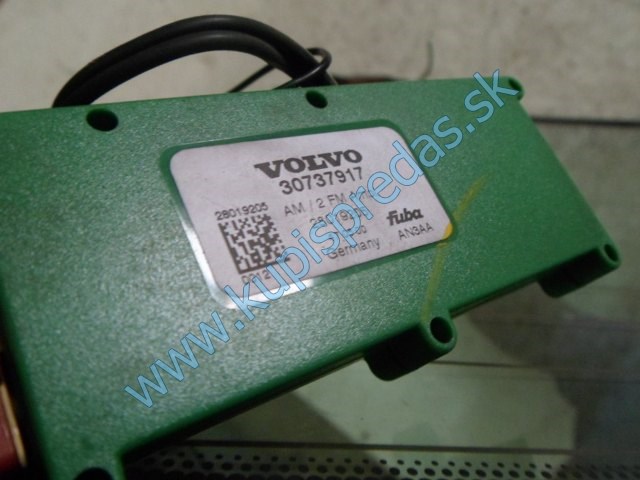 VOLVO
30737917
28019205
AM / 2 FM
fuba
Germany
AN3AA
www.kupispredas.sk